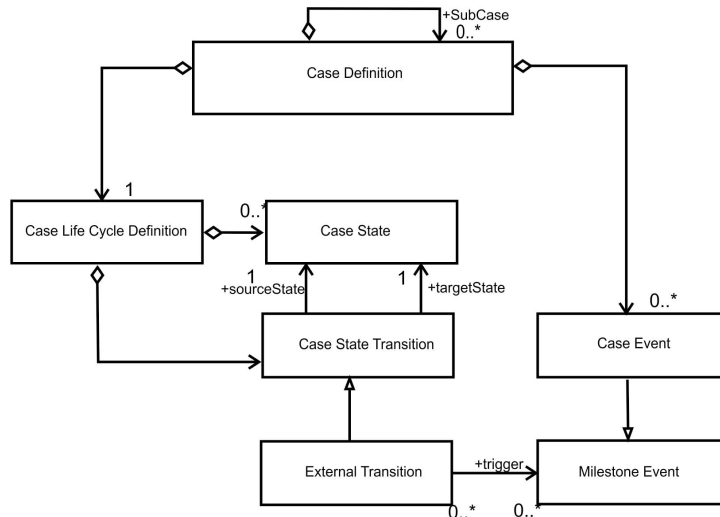 +SubCase
0..*
Case Definition
1
0..*
Case Life Cycle Definition
Case State
1
1
+sourceState
+targetState
0..*
Case State Transition
Case Event
+trigger
External Transition
Milestone Event
0..*
0..*